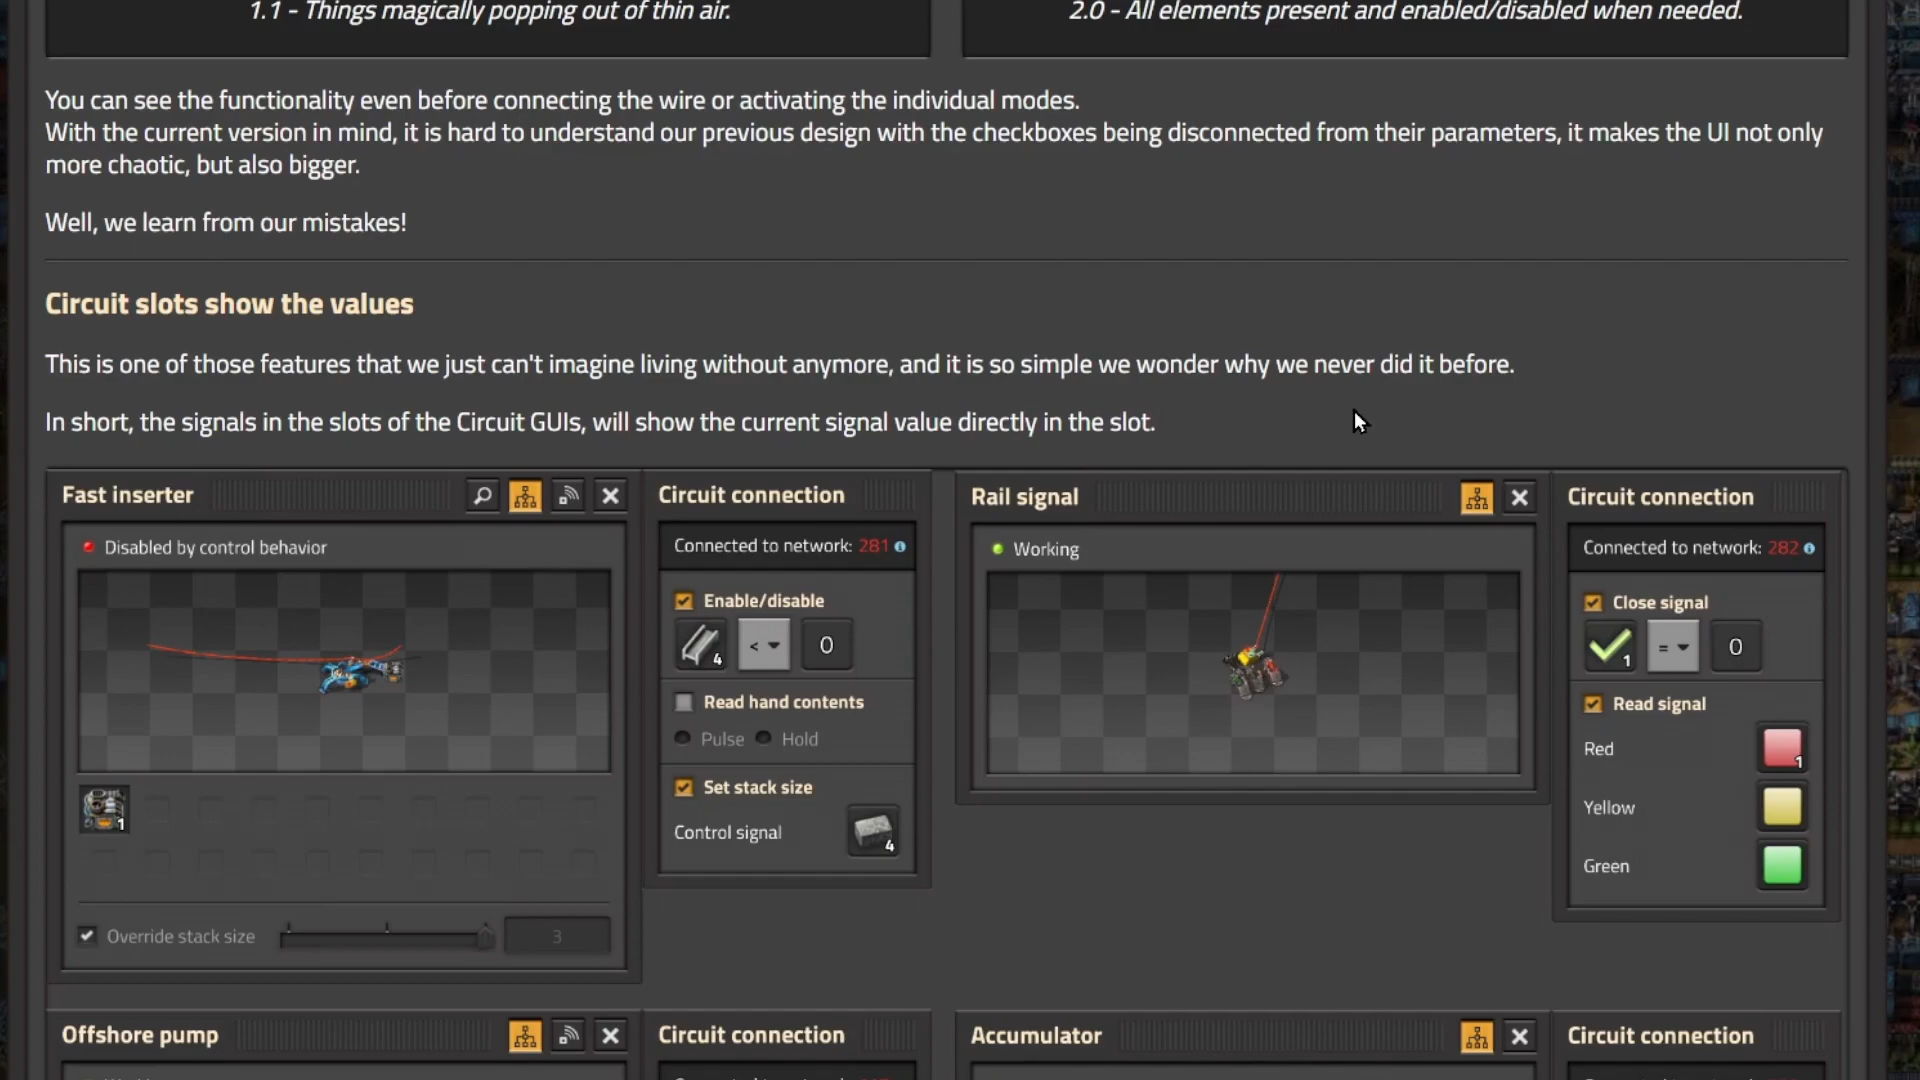 1.1 - Things magically popping out of thin air.
2.0 - All elements present and enabled/disabled when needed.
You can see the functionality even before connecting the wire or activating the individual modes.
With the current version in mind, it is hard to understand our previous design with the checkboxes being disconnected from their parameters, it makes the UI not only
more chaotic, but also bigger.
Well, we learn from our mistakes!
Circuit slots show the values
This is one of those features that we just can't imagine living without anymore, and it is so simple we wonder why we never did it before.
In short, the signals in the slots of the Circuit GUIs, will show the current signal value directly in the slot.
Fast inserter
Disabled by control behavior
1
Override stack size
3
Circuit connection
Connected to network: 281
Enable/disable
4 < 0
Read hand contents
Pulse Hold
Set stack size
Control signal
4
Rail signal
Working
Circuit connection
Connected to network: 282
Close signal
1 = 0
Read signal
Red
1
Yellow
Green
Offshore pump
Circuit connection
Accumulator
Circuit connection